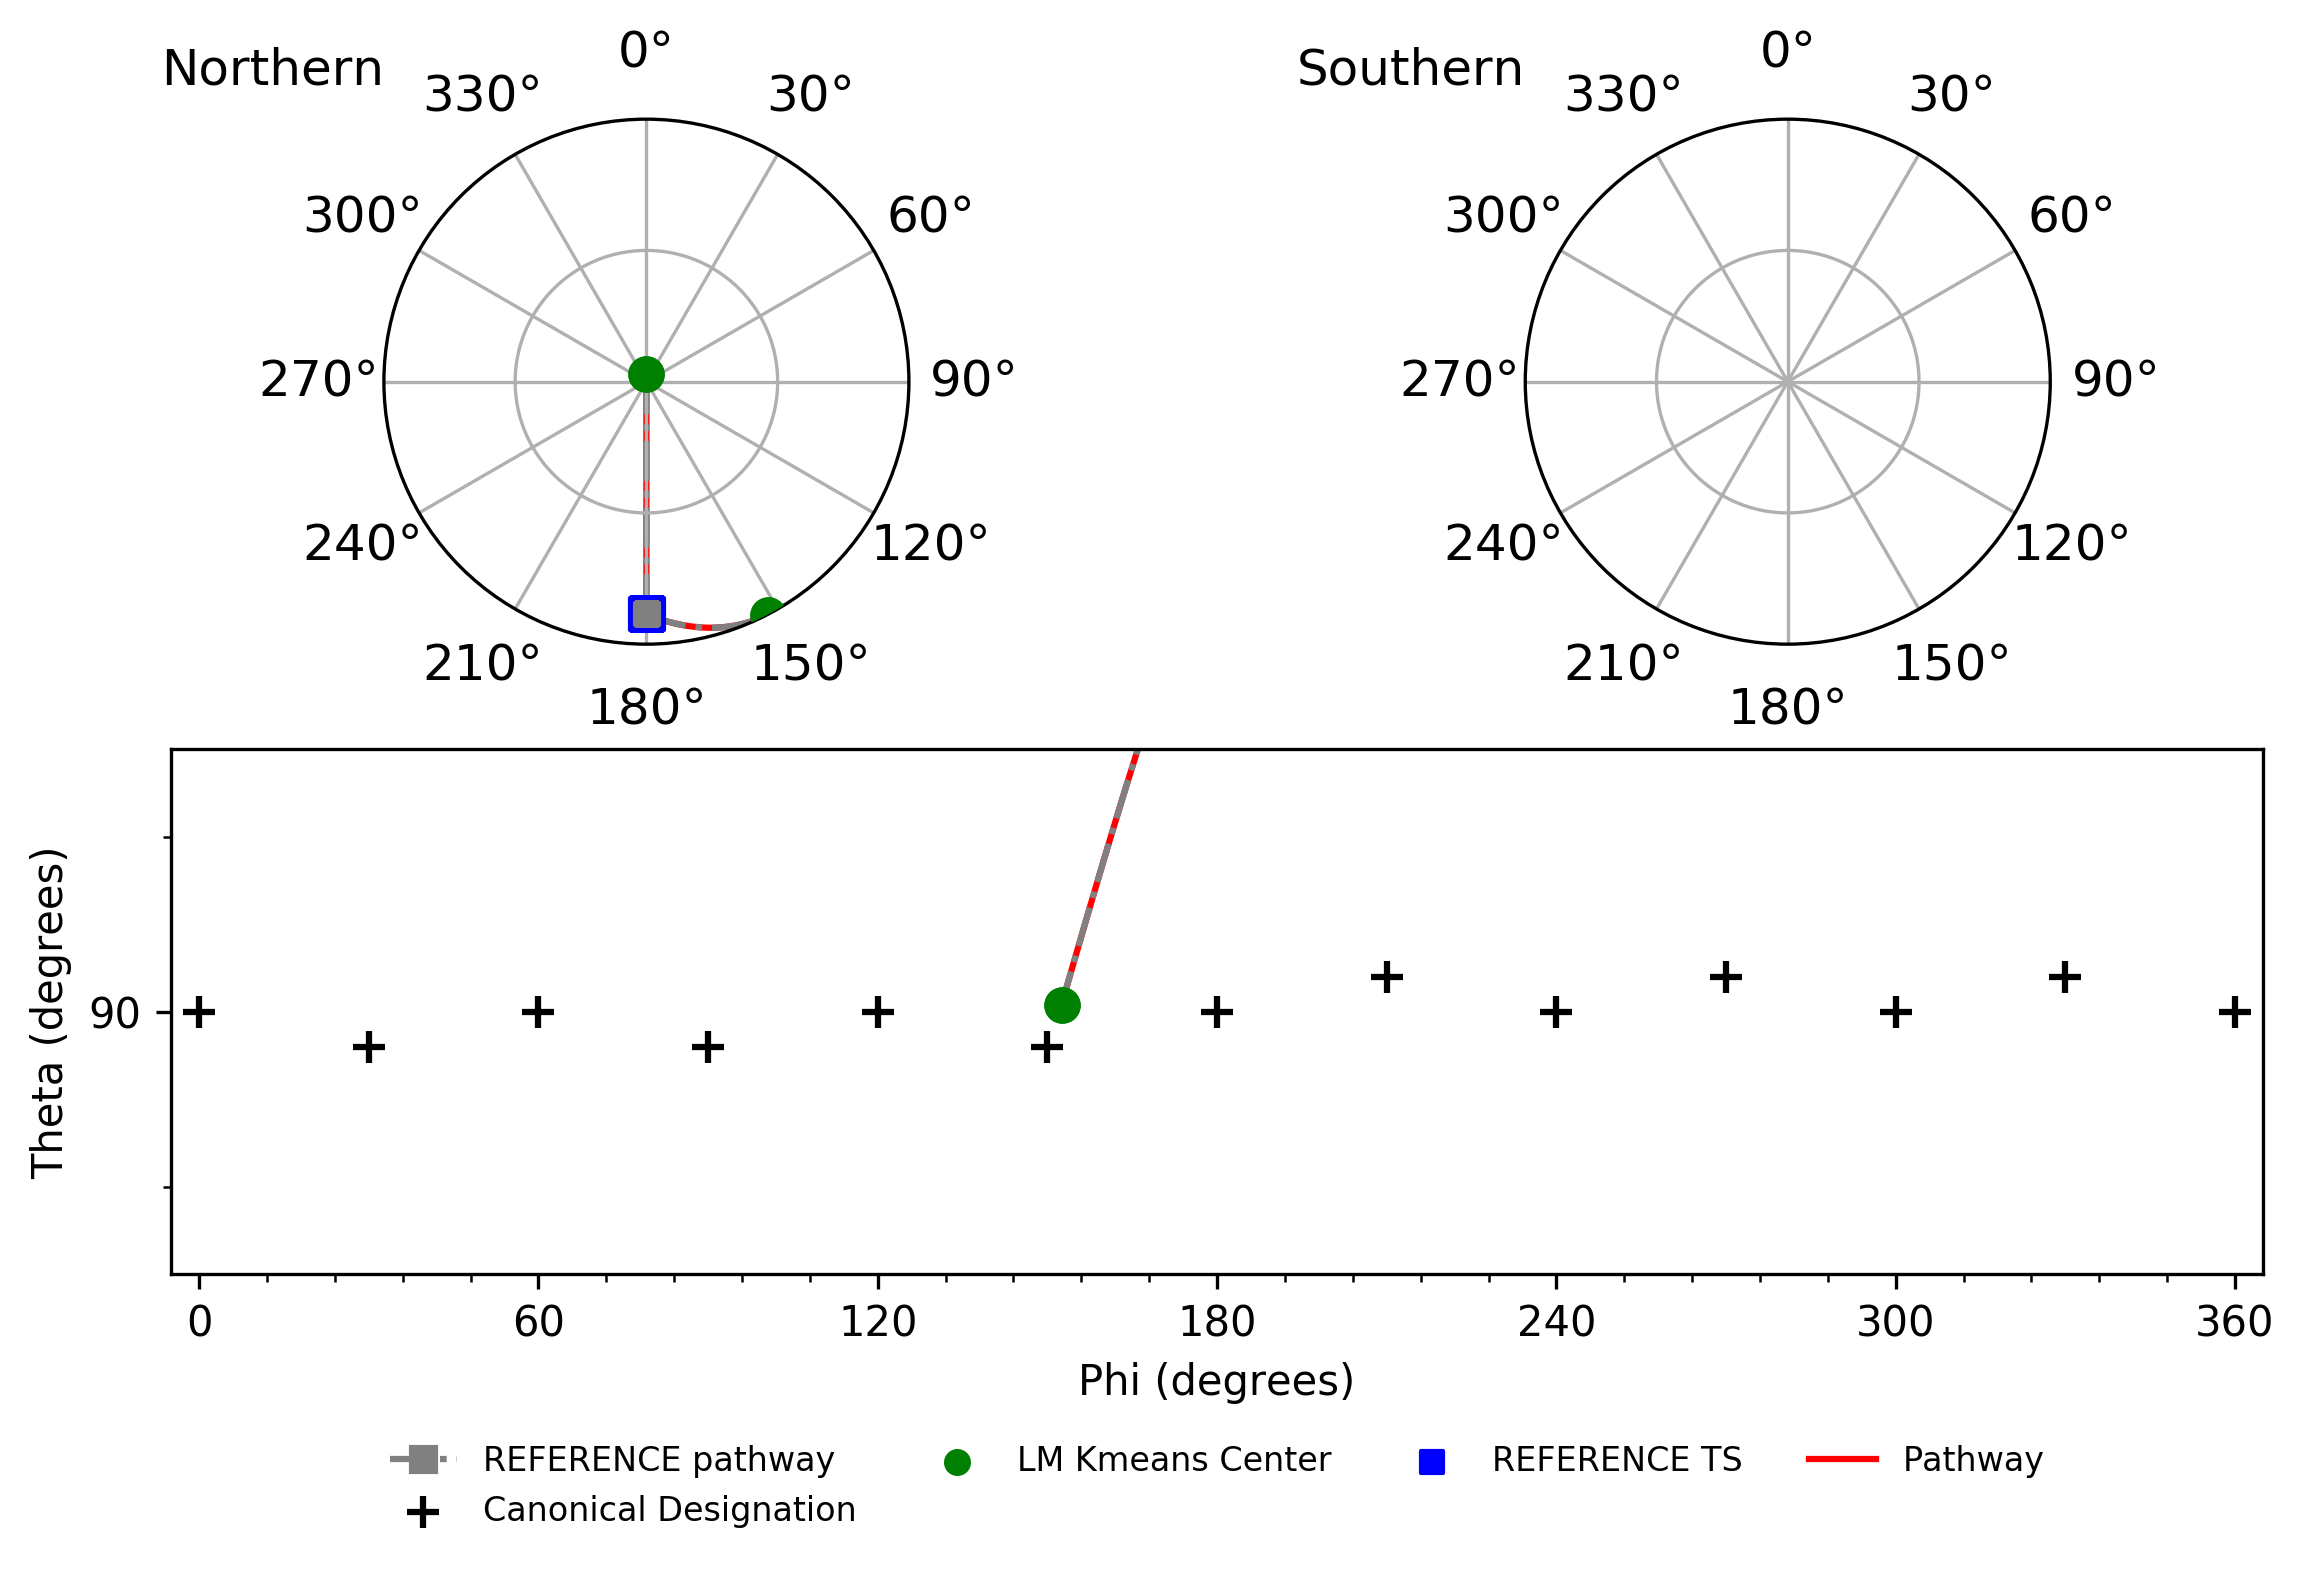 Northern
0°
30°
60°
90°
120°
150°
180°
210°
240°
270°
300°
330°
Southern
0°
30°
60°
90°
120°
150°
180°
210°
240°
270°
300°
330°
Theta (degrees)
90
0 60 120 180 240 300 360
Phi (degrees)
REFERENCE pathway
Canonical Designation
LM Kmeans Center
REFERENCE TS
Pathway